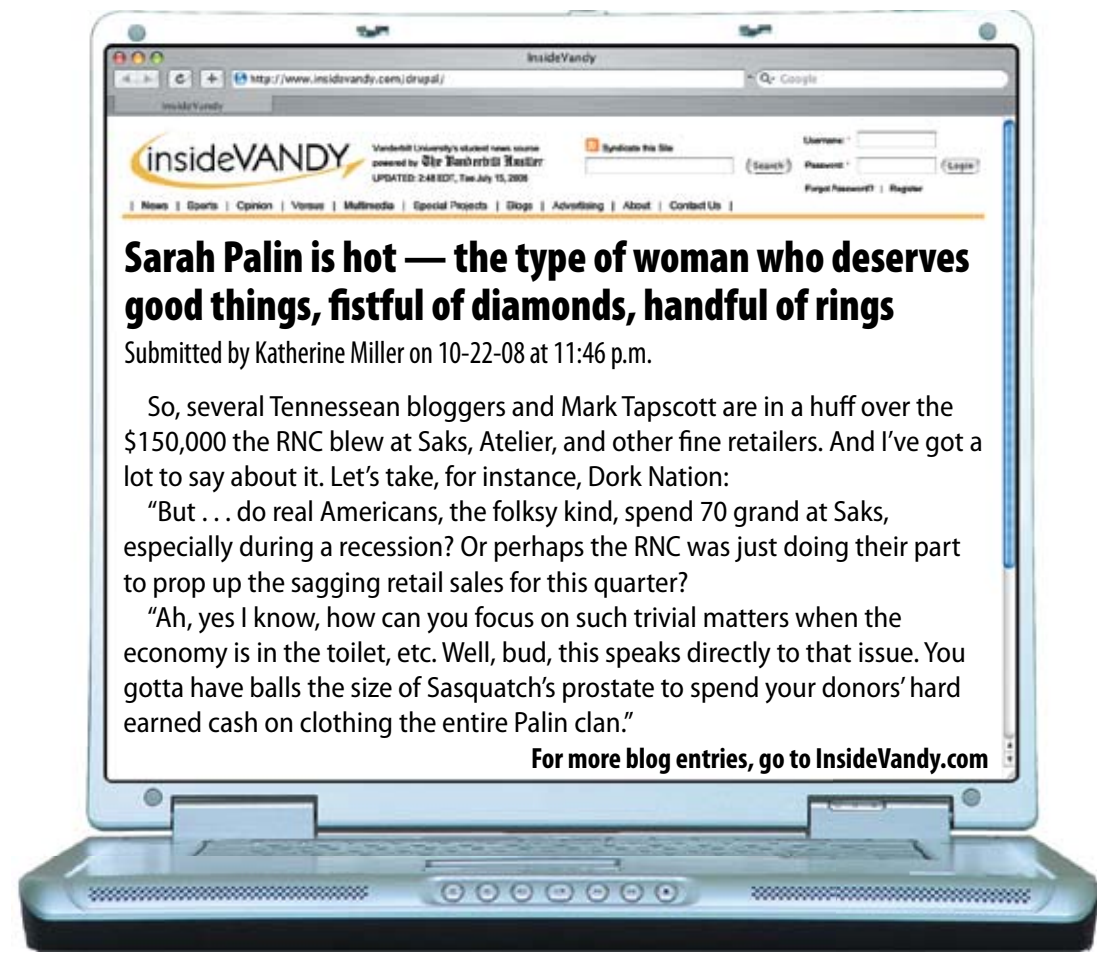 InsideVandy
http://www.insidevandy.com/drupal/
Google
InsideVandy
insideVANDY
Vanderbilt University's student news source
powered by The Vanderbilt Hustler
UPDATED: 2:48 EDT, Tue July 15, 2008
Syndicate this Site
Search
Username: *
Password: *
Login
Forgot Password? | Register
| News | Sports | Opinion | Versus | Multimedia | Special Projects | Blogs | Advertising | About | Contact Us |
Sarah Palin is hot — the type of woman who deserves
good things, fistful of diamonds, handful of rings
Submitted by Katherine Miller on 10-22-08 at 11:46 p.m.
So, several Tennessean bloggers and Mark Tapscott are in a huff over the
$150,000 the RNC blew at Saks, Atelier, and other fine retailers. And I've got a
lot to say about it. Let's take, for instance, Dork Nation:
“But . . . do real Americans, the folksy kind, spend 70 grand at Saks,
especially during a recession? Or perhaps the RNC was just doing their part
to prop up the sagging retail sales for this quarter?
“Ah, yes I know, how can you focus on such trivial matters when the
economy is in the toilet, etc. Well, bud, this speaks directly to that issue. You
gotta have balls the size of Sasquatch's prostate to spend your donors' hard
earned cash on clothing the entire Palin clan.”
For more blog entries, go to InsideVandy.com